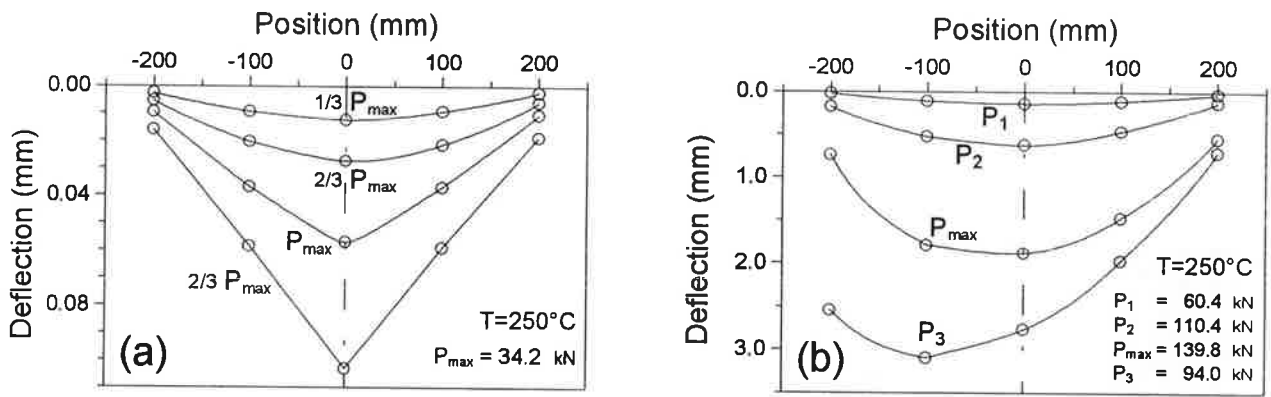 Position (mm)
-200 -100 0 100 200
Deflection (mm)
0.00
0.04
0.08
1/3 Pmax
2/3 Pmax
Pmax
2/3 Pmax
T=250°C
Pmax = 34.2 kN
(a)
Position (mm)
-200 -100 0 100 200
Deflection (mm)
0.0
1.0
2.0
3.0
P1
P2
Pmax
P3
T=250°C
P1 = 60.4 kN
P2 = 110.4 kN
Pmax = 139.8 kN
P3 = 94.0 kN
(b)